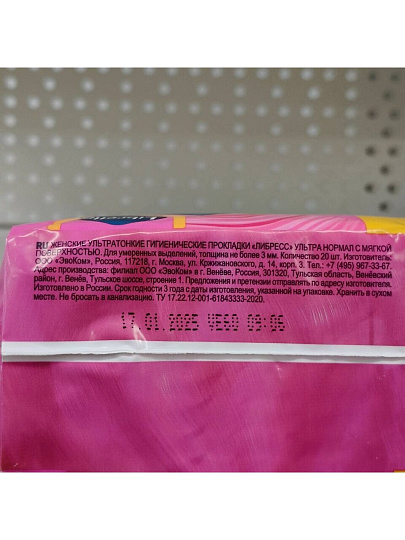 RU ЖЕНСКИЕ УЛЬТРАТОНКИЕ ГИГИЕНИЧЕСКИЕ ПРОКЛАДКИ «ЛИБРЕСС» УЛЬТРА НОРМАЛ С МЯГКОЙ
ПОВЕРХНОСТЬЮ. Для умеренных выделений, толщина не более 3 мм. Количество 20 шт. Изготовитель:
ООО «ЭвоКом», Россия, 117218, г. Москва, ул. Кржижановского, д. 14, корп. 3. Тел.: +7 (495) 967-33-67.
Адрес производства: филиал ООО «ЭвоКом» в г. Венёве, Россия, 301320, Тульская область, Венёвский
район, г. Венёв, Тульское шоссе, строение 1. Предложения и претензии отправлять по адресу изготовителя.
Изготовлено в России. Срок годности 3 года с даты изготовления, указанной на упаковке. Хранить в сухом
месте. Не бросать в канализацию. ТУ 17.22.12-001-61843333-2020.
17 01 2025 VE60 09:06